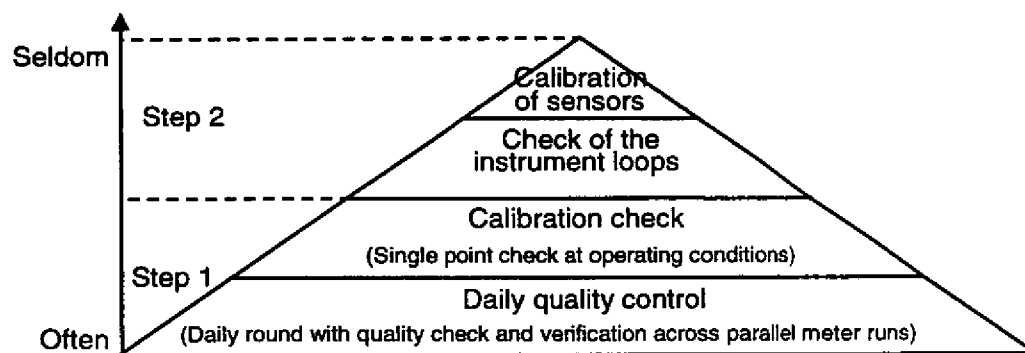 Seldom
Calibration
of sensors
Step 2
Check of the
instrument loops
Calibration check
(Single point check at operating conditions)
Step 1
Daily quality control
Often
(Daily round with quality check and verification across parallel meter runs)